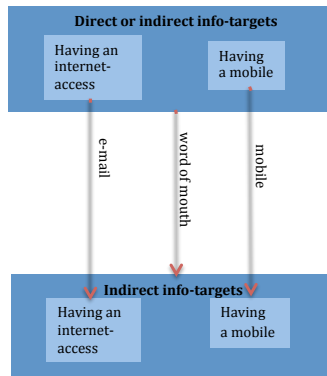 Direct or indirect info-targets
Having an
internet-
access
Having
a mobile
e-mail
word of mouth
mobile
Indirect info-targets
Having an
internet-
access
Having
a mobile